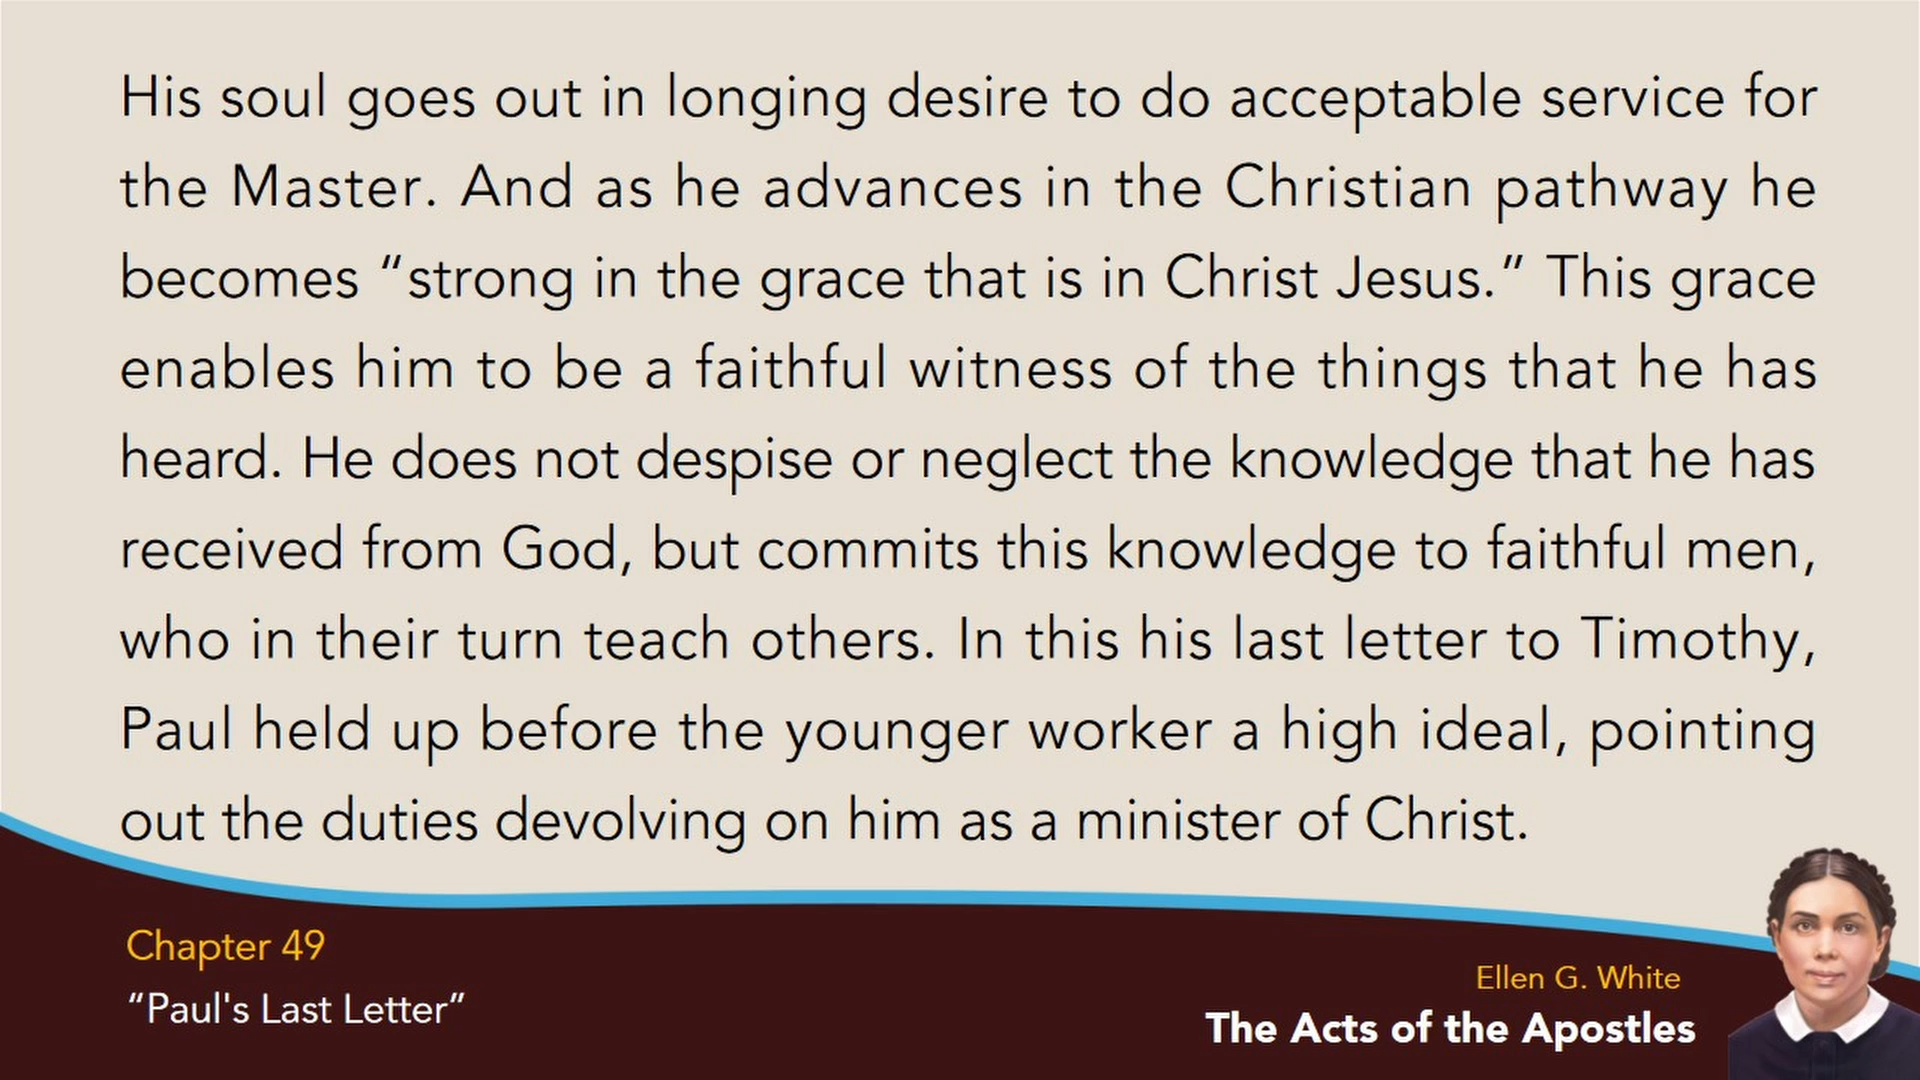 His soul goes out in longing desire to do acceptable service for
the Master. And as he advances in the Christian pathway he
becomes “strong in the grace that is in Christ Jesus.” This grace
enables him to be a faithful witness of the things that he has
heard. He does not despise or neglect the knowledge that he has
received from God, but commits this knowledge to faithful men,
who in their turn teach others. In this his last letter to Timothy,
Paul held up before the younger worker a high ideal, pointing
out the duties devolving on him as a minister of Christ.
Chapter 49
“Paul's Last Letter”
Ellen G. White
The Acts of the Apostles